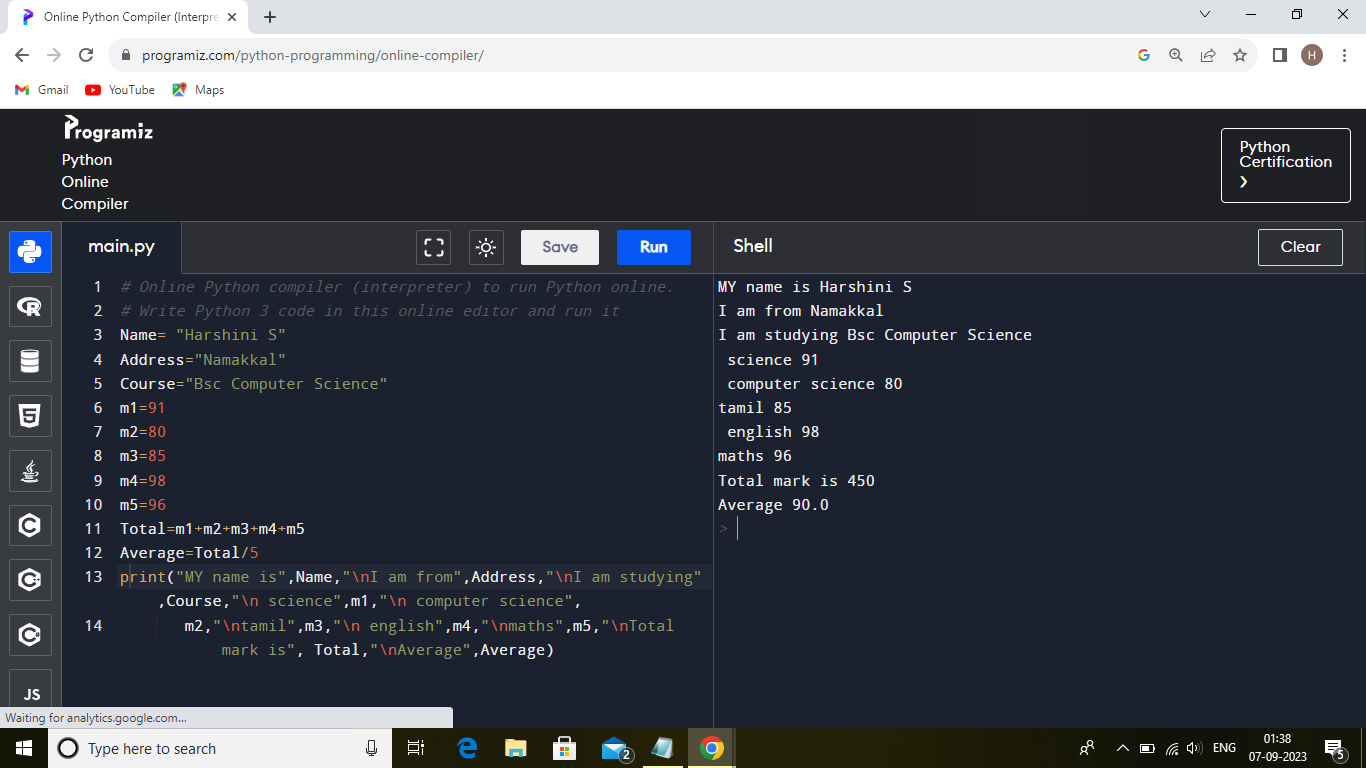 Online Python Compiler (Interpre
programiz.com/python-programming/online-compiler/
H
Gmail
YouTube
Maps
Programiz
Python
Online
Compiler
Python
Certification
main.py
Save
Run
Shell
Clear
1 # Online Python compiler (interpreter) to run Python online.
2 # Write Python 3 code in this online editor and run it
3 Name= "Harshini S"
4 Address="Namakkal"
5 Course="Bsc Computer Science"
6 m1=91
7 m2=80
8 m3=85
9 m4=98
10 m5=96
11 Total=m1+m2+m3+m4+m5
12 Average=Total/5
13 print("MY name is",Name,"\nI am from",Address,"\nI am studying"
,Course,"\n science",m1,"\n computer science",
14 m2,"\ntamil",m3,"\n english",m4,"\nmaths",m5,"\nTotal
mark is", Total,"\nAverage",Average)
MY name is Harshini S
I am from Namakkal
I am studying Bsc Computer Science
science 91
computer science 80
tamil 85
english 98
maths 96
Total mark is 450
Average 90.0
>
R
5
C
C++
C#
JS
Waiting for analytics.google.com...
Type here to search
2
ENG
01:38
07-09-2023
5